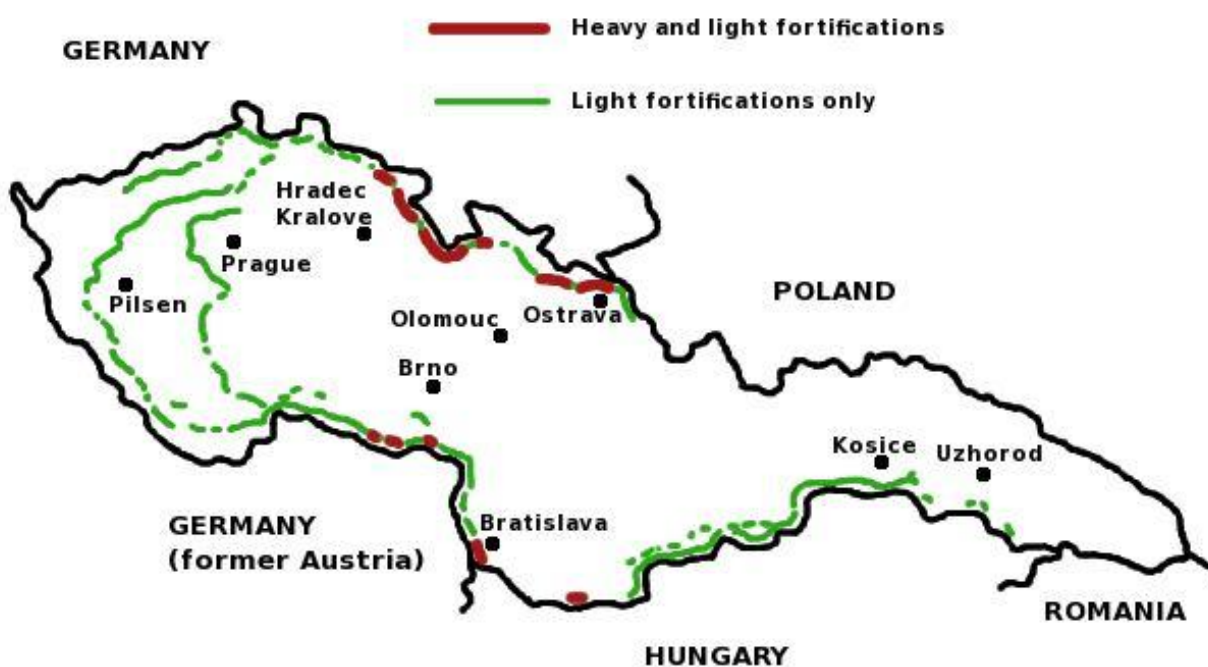 Heavy and light fortifications
GERMANY
Light fortifications only
Hradec
Kralove
Prague
Pilsen
POLAND
Olomouc
Ostrava
Brno
Kosice
Uzhorod
GERMANY
(former Austria)
Bratislava
ROMANIA
HUNGARY